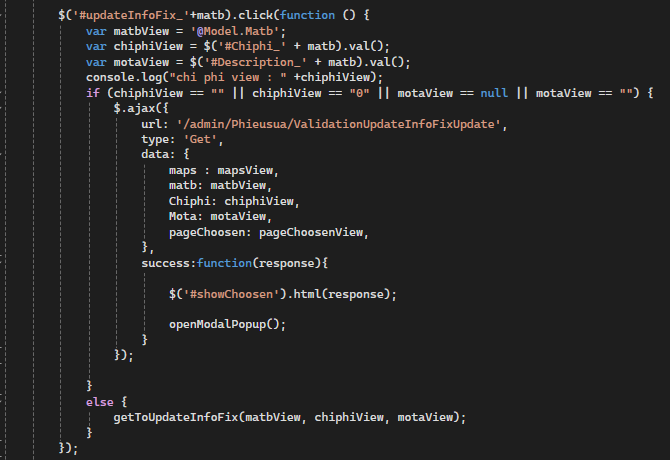 $('#updateInfoFix_'+matb).click(function () {
var matbView = '@Model.Matb';
var chiphiView = $('#Chiphi_' + matb).val();
var motaView = $('#Description_' + matb).val();
console.log("chi phi view : " +chiphiView);
if (chiphiView == "" || chiphiView == "0" || motaView == null || motaView == "") {
$.ajax({
url: '/admin/Phieusua/ValidationUpdateInfoFixUpdate',
type: 'Get',
data: {
maps : mapsView,
matb: matbView,
Chiphi: chiphiView,
Mota: motaView,
pageChoosen: pageChoosenView,
},
success:function(response){
$('#showChoosen').html(response);
openModalPopup();
}
});
}
else {
getToUpdateInfoFix(matbView, chiphiView, motaView);
}
});